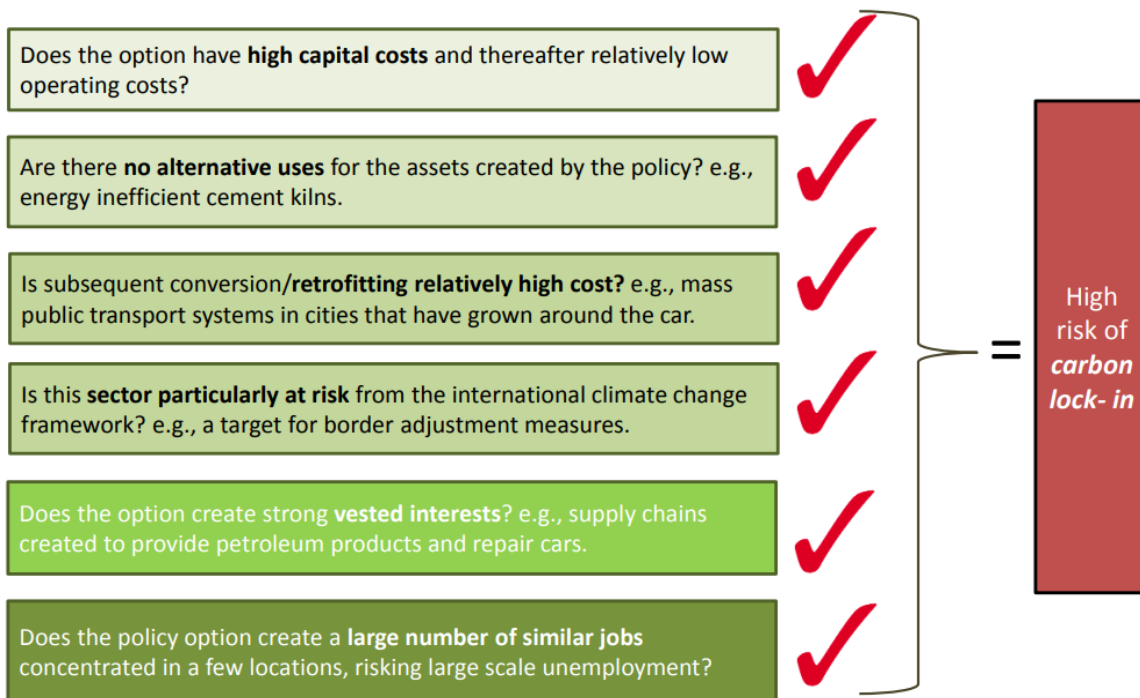 Does the option have high capital costs and thereafter relatively low
operating costs?
Are there no alternative uses for the assets created by the policy? e.g.,
energy inefficient cement kilns.
Is subsequent conversion/retrofitting relatively high cost? e.g., mass
public transport systems in cities that have grown around the car.
Is this sector particularly at risk from the international climate change
framework? e.g., a target for border adjustment measures.
Does the option create strong vested interests? e.g., supply chains
created to provide petroleum products and repair cars.
Does the policy option create a large number of similar jobs
concentrated in a few locations, risking large scale unemployment?
=
High
risk of
carbon
lock- in